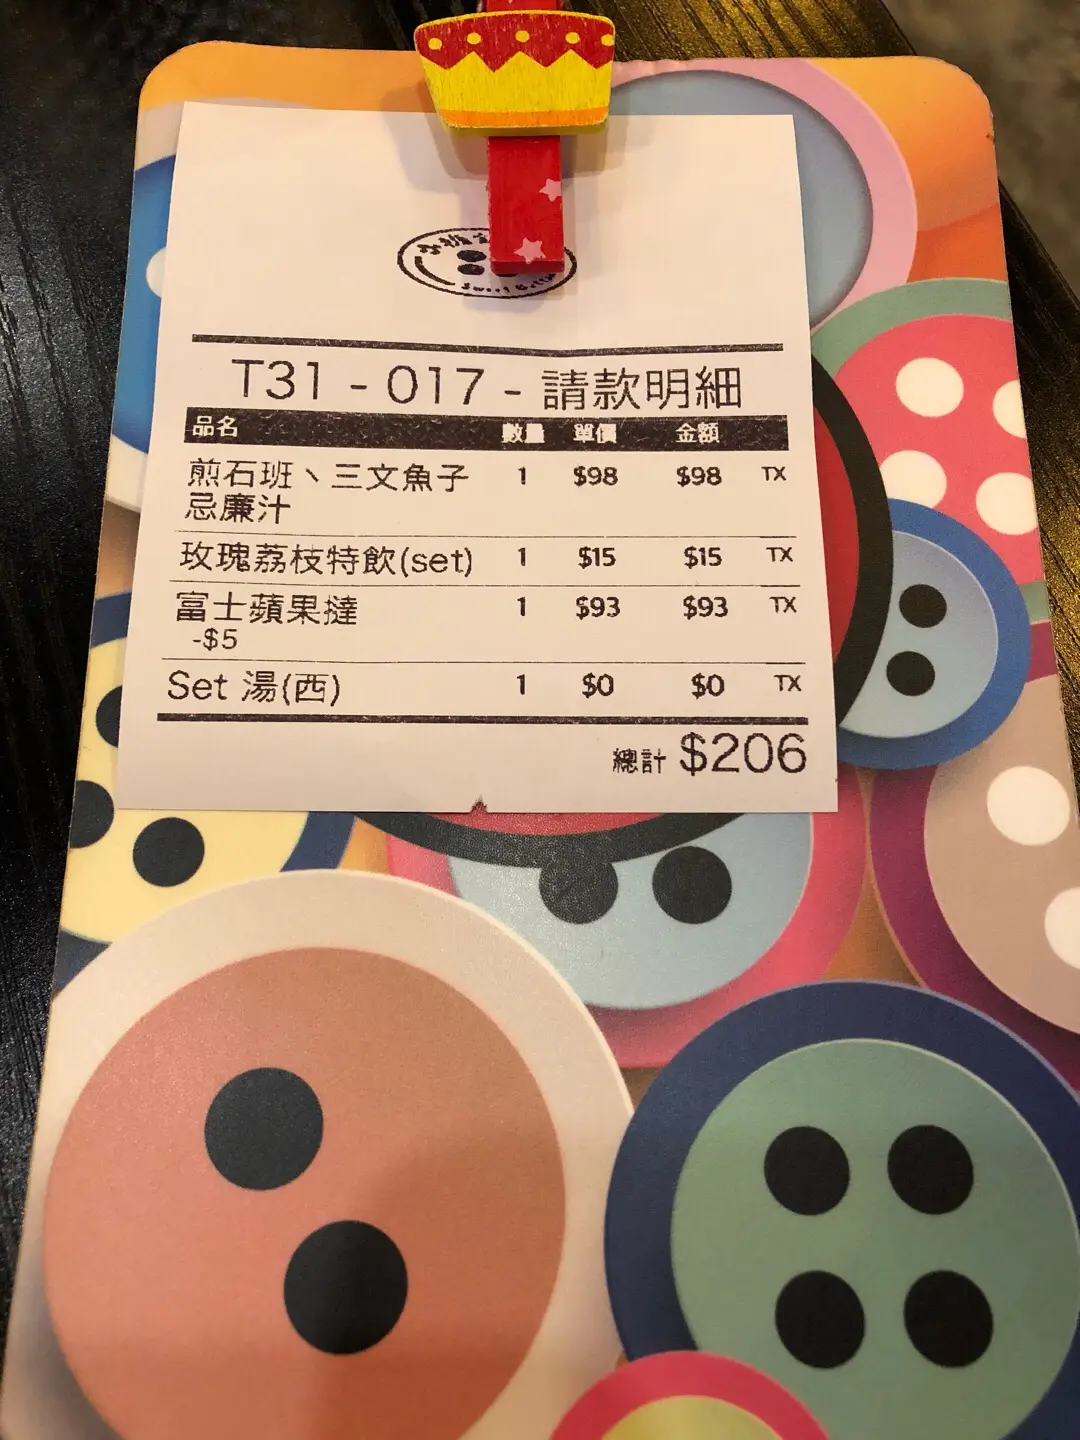 T31 - 017 - 請款明細
品名 數量 單價 金額
煎石班、三文魚子 1 $98 $98 TX
忌廉汁
玫瑰荔枝特飲(set) 1 $15 $15 TX
富士蘋果撻 1 $93 $93 TX
-$5
Set 湯(西) 1 $0 $0 TX
總計 $206